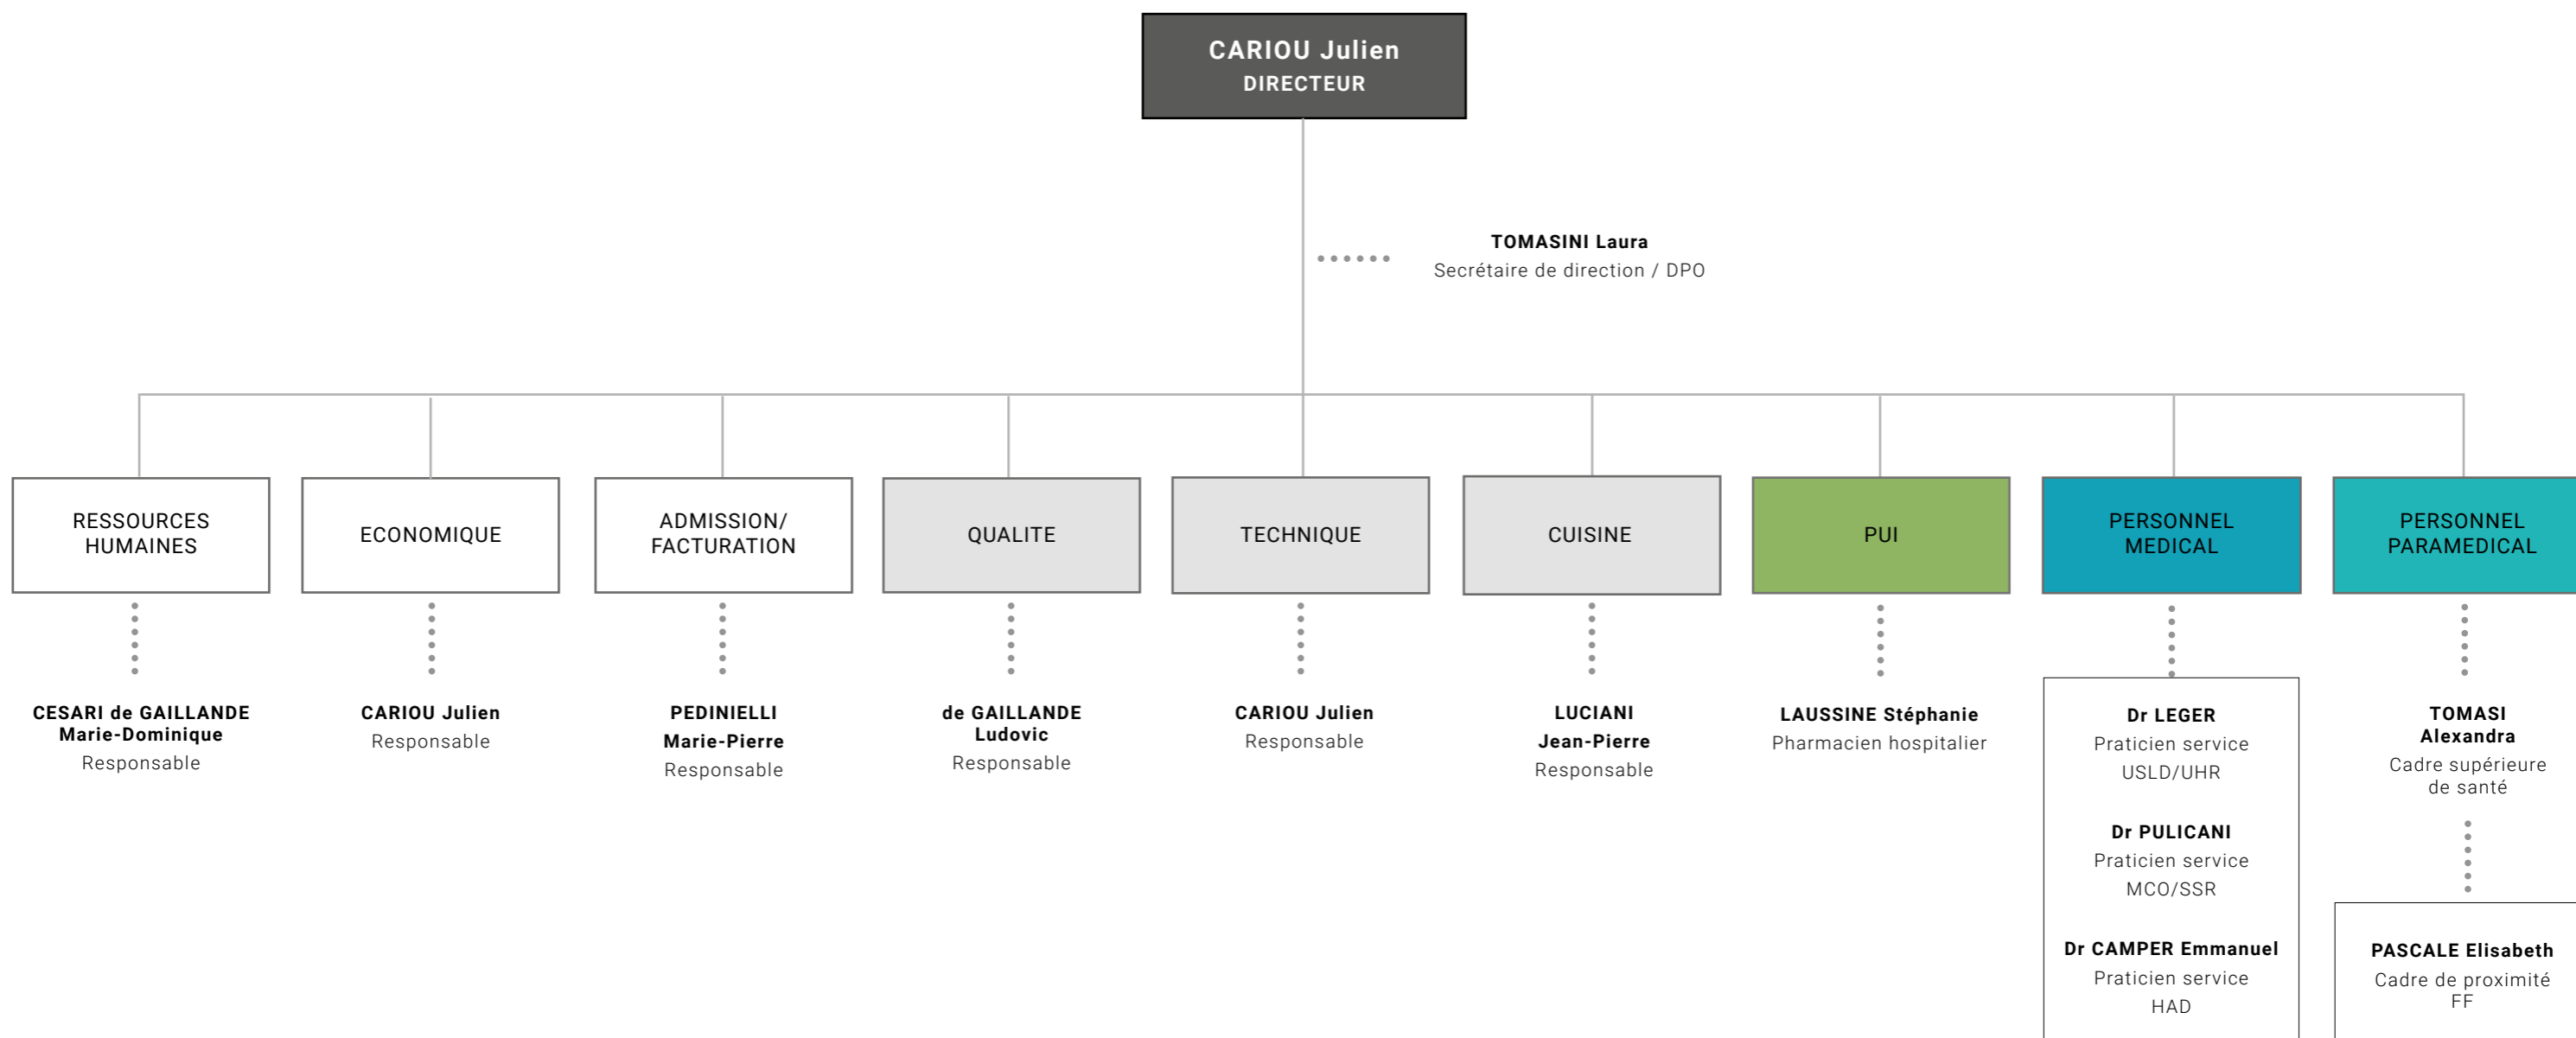 CARIOU Julien
DIRECTEUR
TOMASINI Laura
Secrétaire de direction / DPO
RESSOURCES
HUMAINES
ECONOMIQUE
ADMISSION/
FACTURATION
QUALITE
TECHNIQUE
CUISINE
PUI
PERSONNEL
MEDICAL
PERSONNEL
PARAMEDICAL
CESARI de GAILLANDE
Marie-Dominique
Responsable
CARIOU Julien
Responsable
PEDINIELLI
Marie-Pierre
Responsable
de GAILLANDE
Ludovic
Responsable
CARIOU Julien
Responsable
LUCIANI
Jean-Pierre
Responsable
LAUSSINE Stéphanie
Pharmacien hospitalier
Dr LEGER
Praticien service
USLD/UHR
Dr PULICANI
Praticien service
MCO/SSR
Dr CAMPER Emmanuel
Praticien service
HAD
TOMASI
Alexandra
Cadre supérieure
de santé
PASCALE Elisabeth
Cadre de proximité
FF